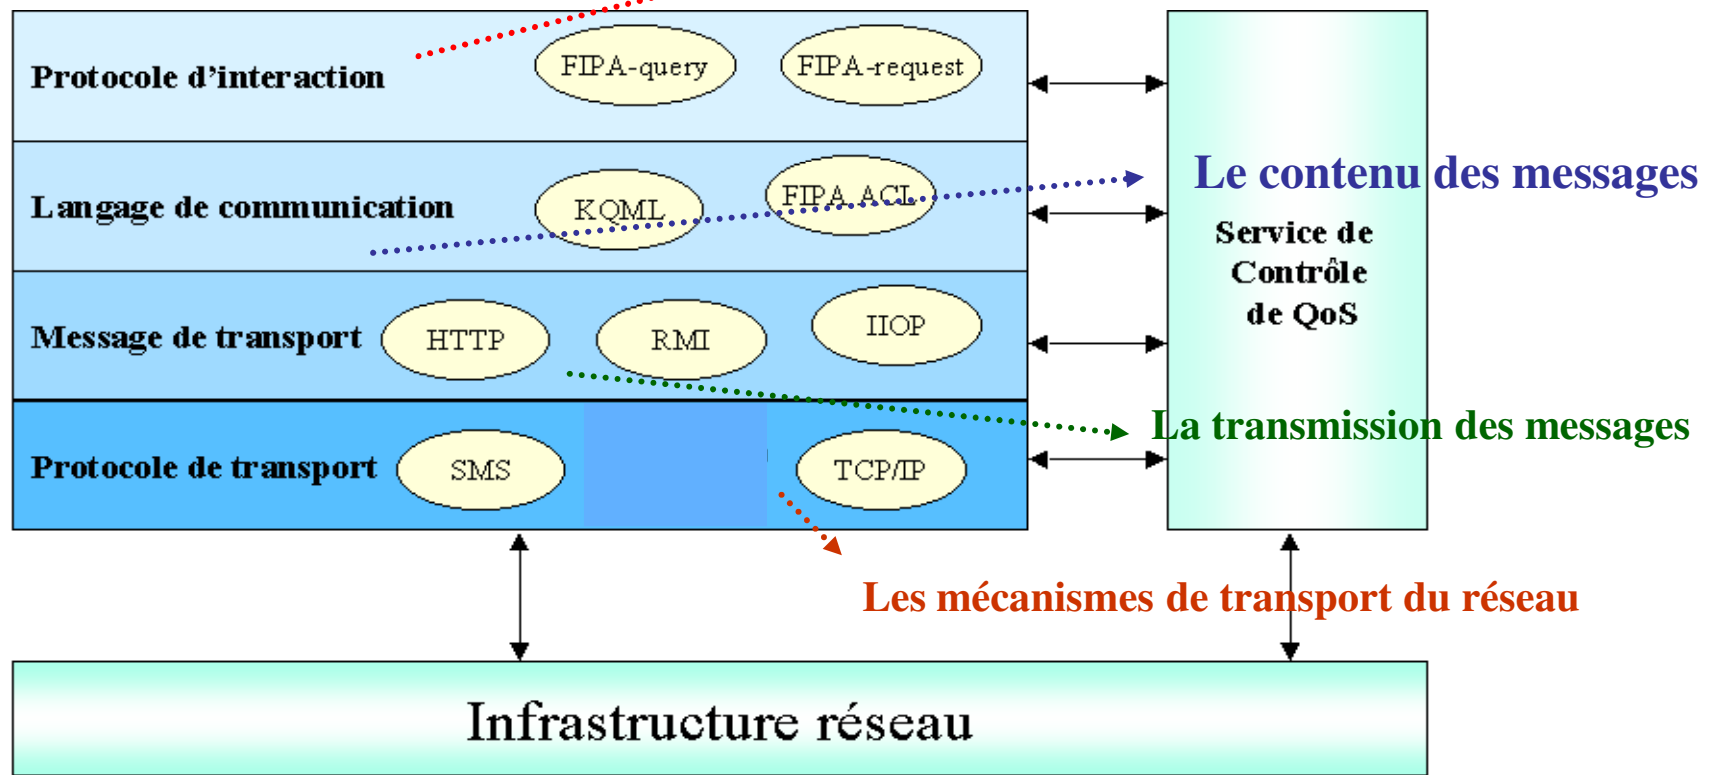 Protocole d'interaction
FIPA-query
FIPA-request
Langage de communication
KQML
FIPA ACL
Le contenu des messages
Service de
Contrôle
de QoS
Message de transport
HTTP
RMI
IIOP
La transmission des messages
Protocole de transport
SMS
TCP/IP
Les mécanismes de transport du réseau
Infrastructure réseau